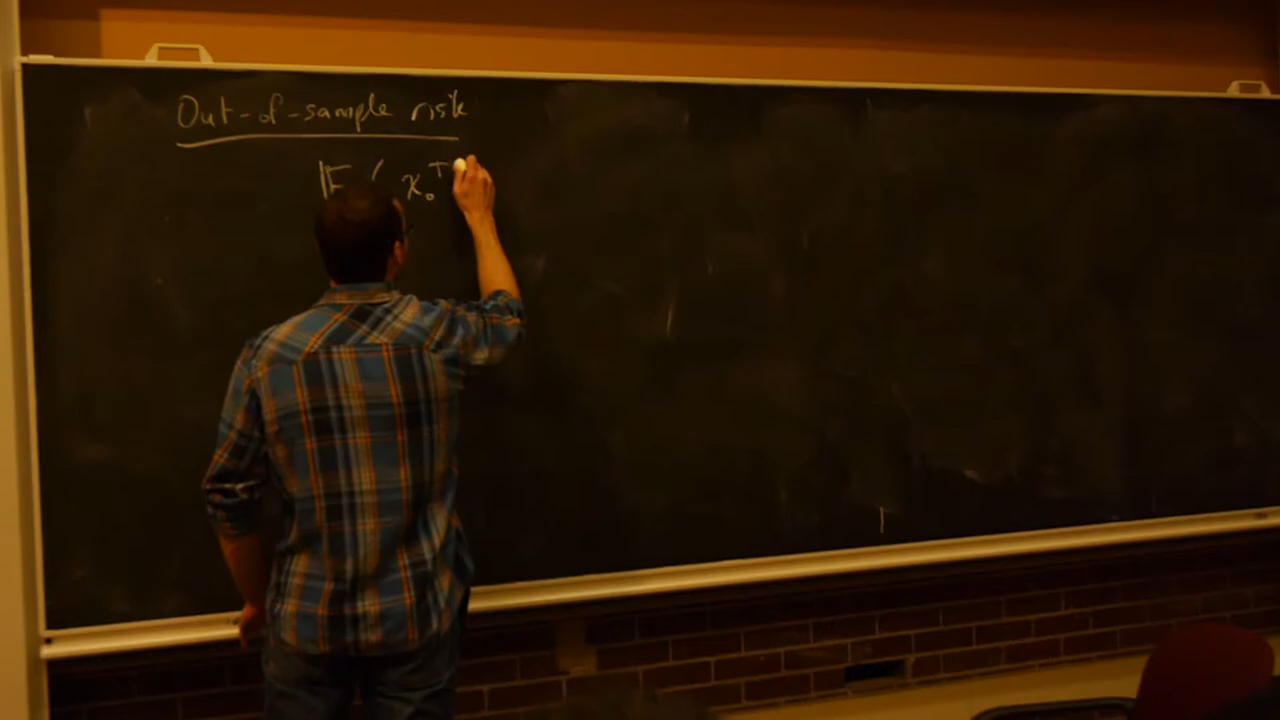 Out-of-sample risk
𝔼 ( x₀ᵀ